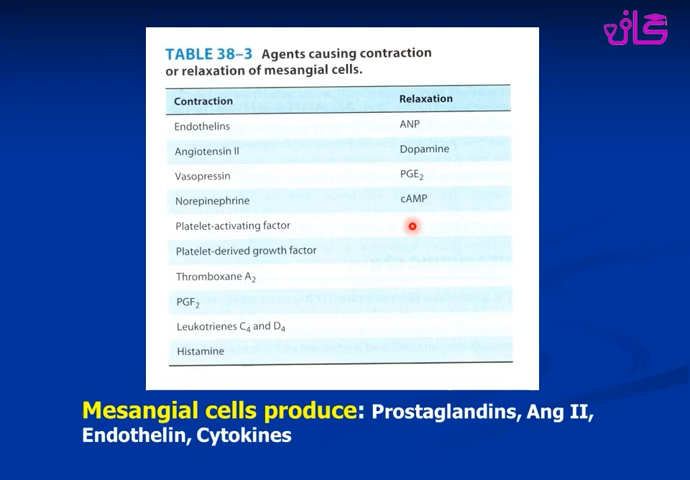 كان
TABLE 38–3 Agents causing contraction
or relaxation of mesangial cells.
Contraction Relaxation
Endothelins ANP
Angiotensin II Dopamine
Vasopressin PGE₂
Norepinephrine cAMP
Platelet-activating factor
Platelet-derived growth factor
Thromboxane A₂
PGF₂
Leukotrienes C₄ and D₄
Histamine
Mesangial cells produce: Prostaglandins, Ang II,
Endothelin, Cytokines